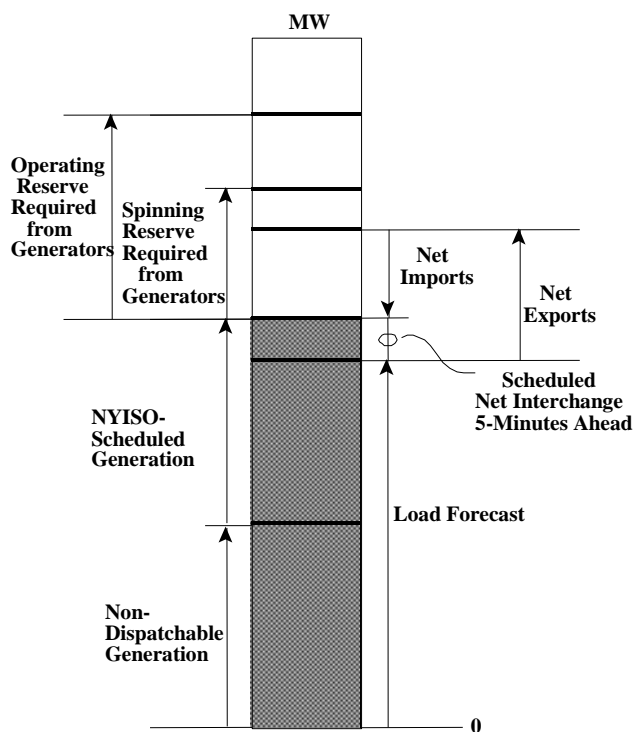 MW
Operating
Reserve
Required
from
Generators
Spinning
Reserve
Required
from
Generators
Net
Imports
Net
Exports
Scheduled
Net Interchange
5-Minutes Ahead
NYISO-
Scheduled
Generation
Load Forecast
Non-
Dispatchable
Generation
0